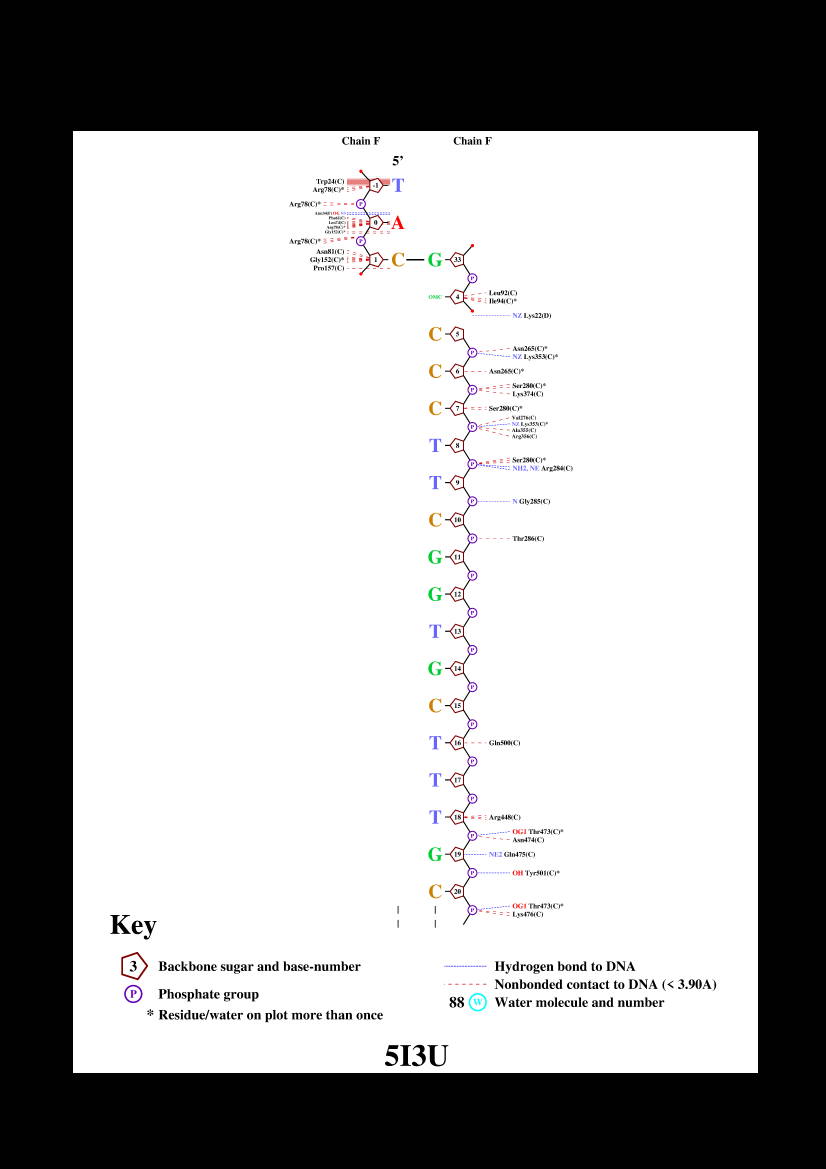 Chain F Chain F
5'
Trp24(C)
Arg78(C)* -1 T
Arg78(C)* P
Phe61(C)
Leu74(C) 0 A
Arg78(C)*
Gly152(C)*
Arg78(C)* P
Asn81(C)
Gly152(C)* 1 C G 33
Pro157(C)
P
OMC 4 Leu92(C)
Ile94(C)*
NZ Lys22(D)
C 5
P Asn265(C)*
NZ Lys353(C)*
C 6 Asn265(C)*
P Ser280(C)*
Lys374(C)
C 7 Ser280(C)*
Val276(C)
P NZ Lys353(C)*
Ala355(C)
Arg356(C)
T 8
P Ser280(C)*
NH2, NE Arg284(C)
T 9
P N Gly285(C)
C 10
P Thr286(C)
G 11
P
G 12
P
T 13
P
G 14
P
C 15
P
T 16 Gln500(C)
P
T 17
P
T 18 Arg448(C)
P OG1 Thr473(C)*
Asn474(C)
G 19 NE2 Gln475(C)
P OH Tyr501(C)*
C 20
P OG1 Thr473(C)*
Lys476(C)
Key
3 Backbone sugar and base-number
P Phosphate group
* Residue/water on plot more than once
Hydrogen bond to DNA
Nonbonded contact to DNA (< 3.90A)
88 W Water molecule and number
5I3U